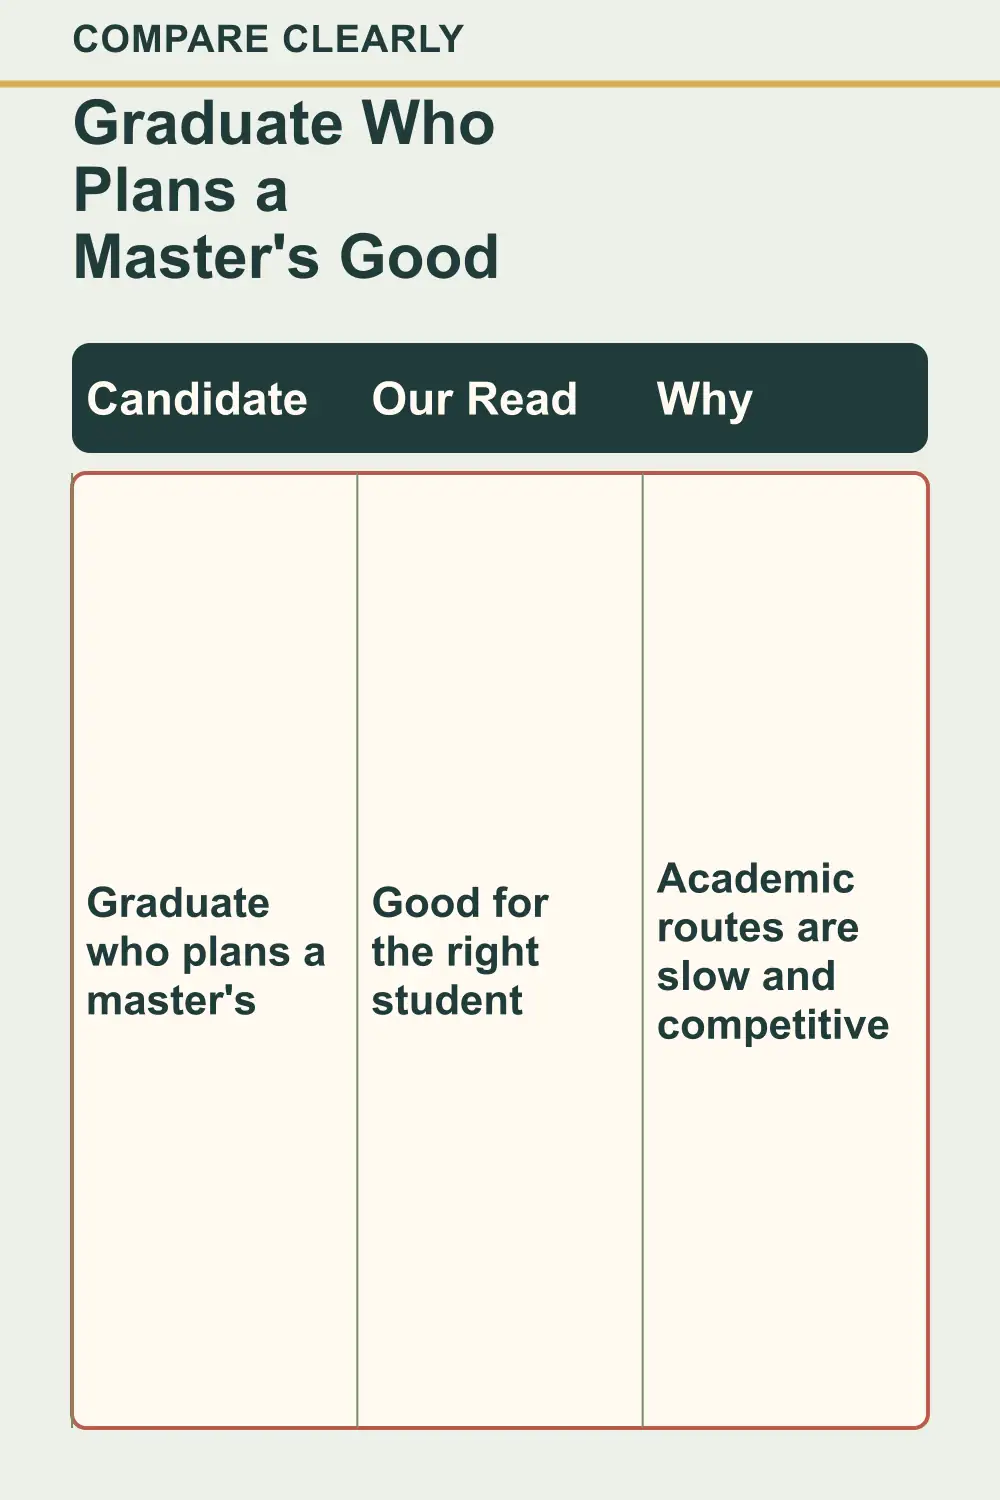 COMPARE CLEARLY
Graduate Who
Plans a
Master's Good
Candidate
Our Read
Why
Graduate
who plans a
master's
Good for
the right
student
Academic
routes are
slow and
competitive